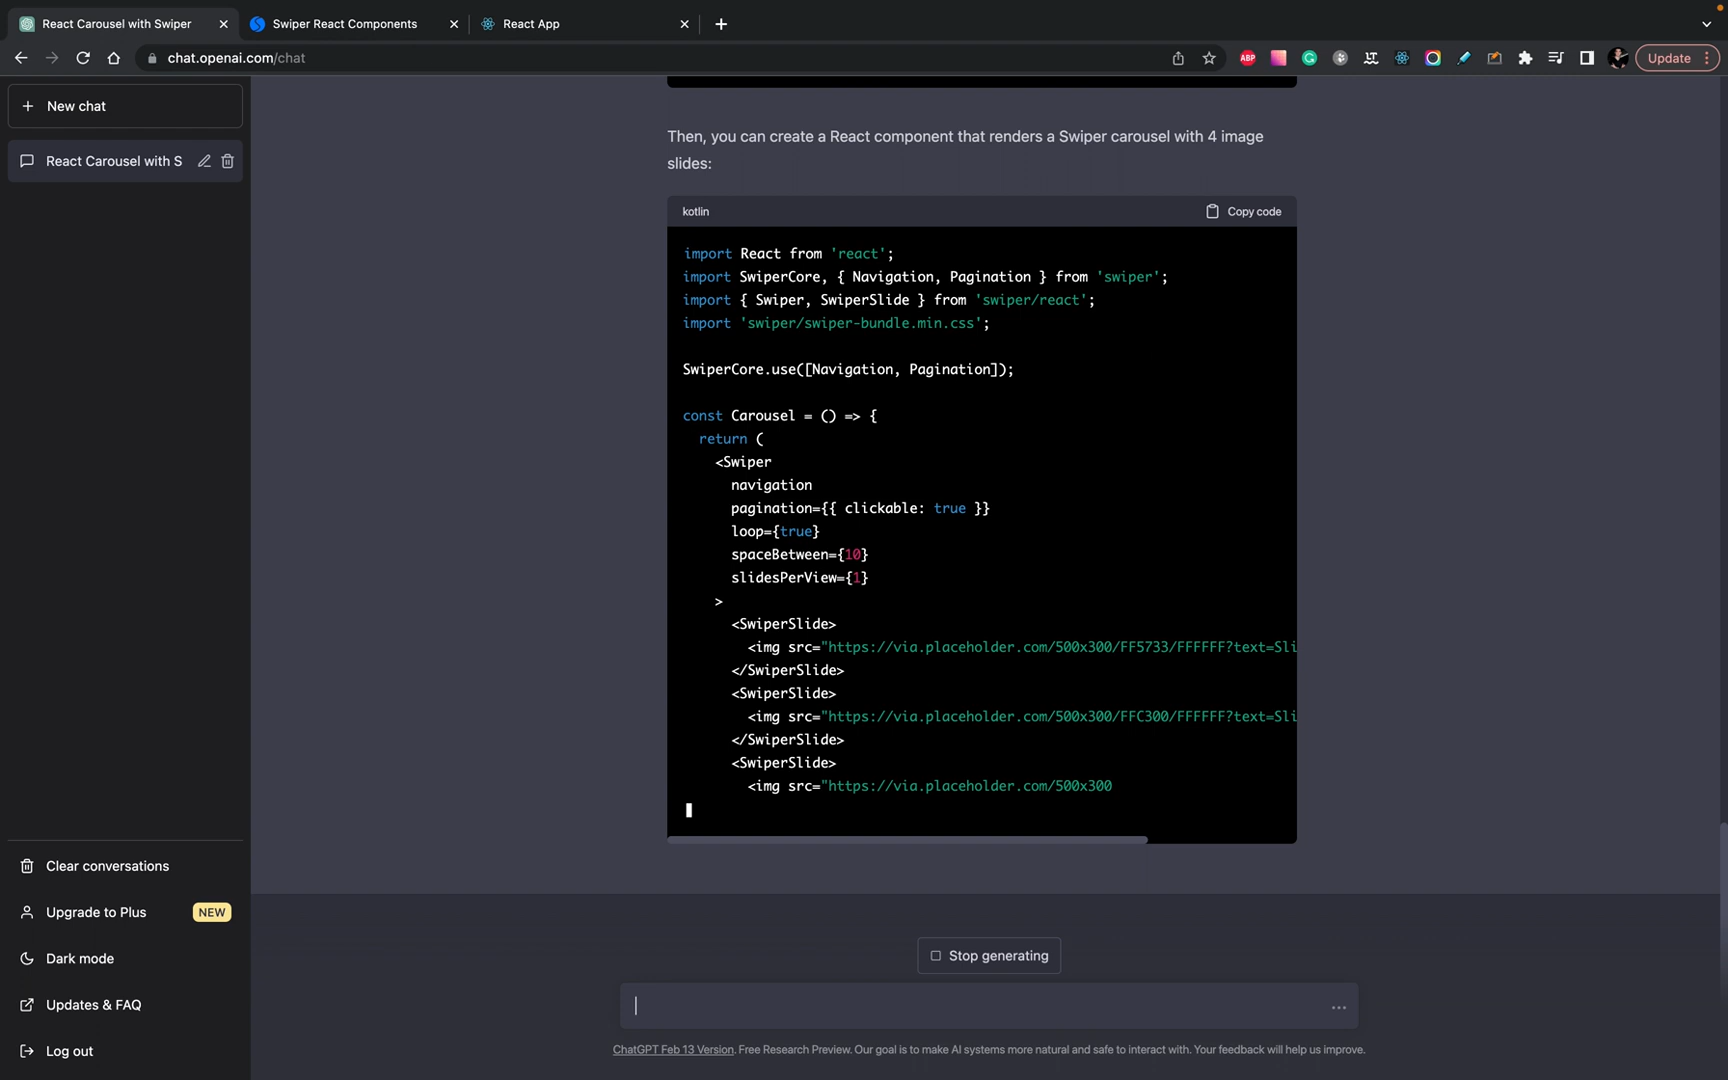 React Carousel with Swiper
Swiper React Components
React App
chat.openai.com/chat
ABP
Update
New chat
React Carousel with S
Then, you can create a React component that renders a Swiper carousel with 4 image
slides:
kotlin
Copy code
import React from 'react';
import SwiperCore, { Navigation, Pagination } from 'swiper';
import { Swiper, SwiperSlide } from 'swiper/react';
import 'swiper/swiper-bundle.min.css';
SwiperCore.use([Navigation, Pagination]);
const Carousel = () => {
return (
<Swiper
navigation
pagination={{ clickable: true }}
loop={true}
spaceBetween={10}
slidesPerView={1}
>
<SwiperSlide>
<img src="https://via.placeholder.com/500x300/FF5733/FFFFFF?text=Sli
</SwiperSlide>
<SwiperSlide>
<img src="https://via.placeholder.com/500x300/FFC300/FFFFFF?text=Sli
</SwiperSlide>
<SwiperSlide>
<img src="https://via.placeholder.com/500x300
Clear conversations
Upgrade to Plus
NEW
Dark mode
Updates & FAQ
Log out
Stop generating
ChatGPT Feb 13 Version. Free Research Preview. Our goal is to make AI systems more natural and safe to interact with. Your feedback will help us improve.